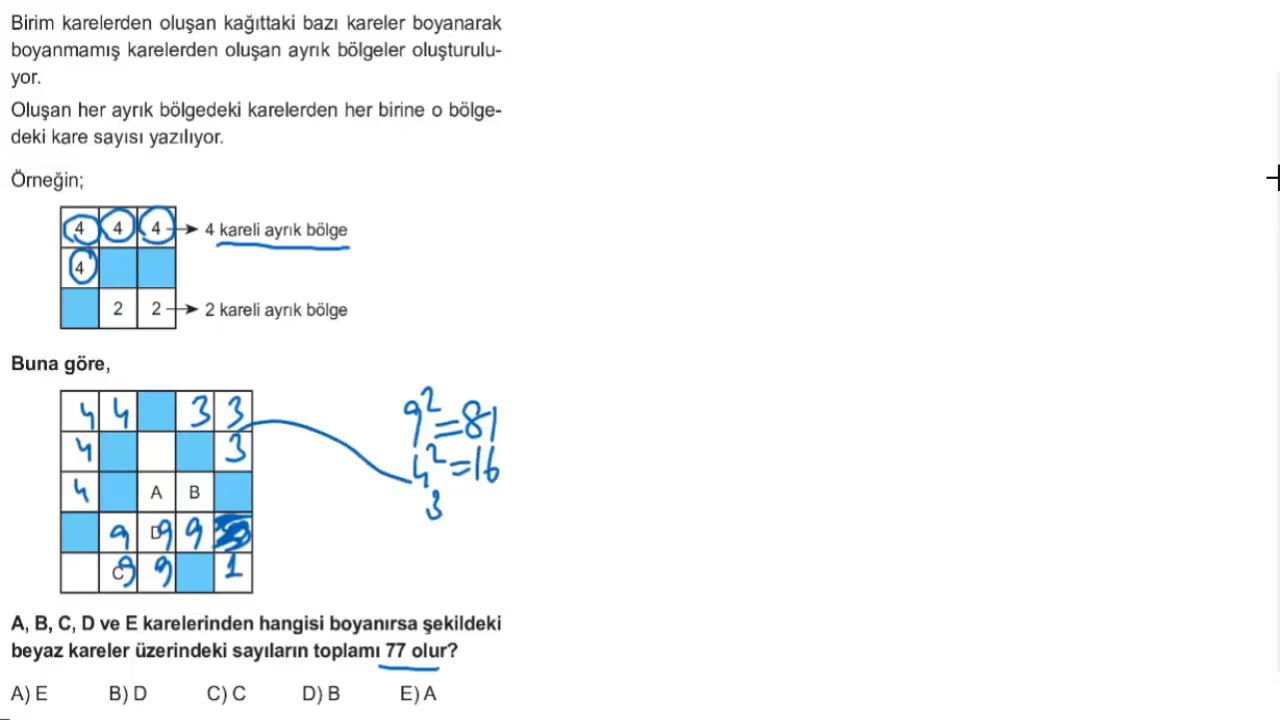 Birim karelerden oluşan kağıttaki bazı kareler boyanarak
boyanmamış karelerden oluşan ayrık bölgeler oluşturulu-
yor.
Oluşan her ayrık bölgedeki karelerden her birine o bölge-
deki kare sayısı yazılıyor.
Örneğin;
4 4 4 4 kareli ayrık bölge
4
2 2 2 kareli ayrık bölge
Buna göre,
4 4 3 3
4 3
4 A B
9 D 9 9
C 9 9 1
9² = 81
4² = 16
3
A, B, C, D ve E karelerinden hangisi boyanırsa şekildeki
beyaz kareler üzerindeki sayıların toplamı 77 olur?
A) E B) D C) C D) B E) A